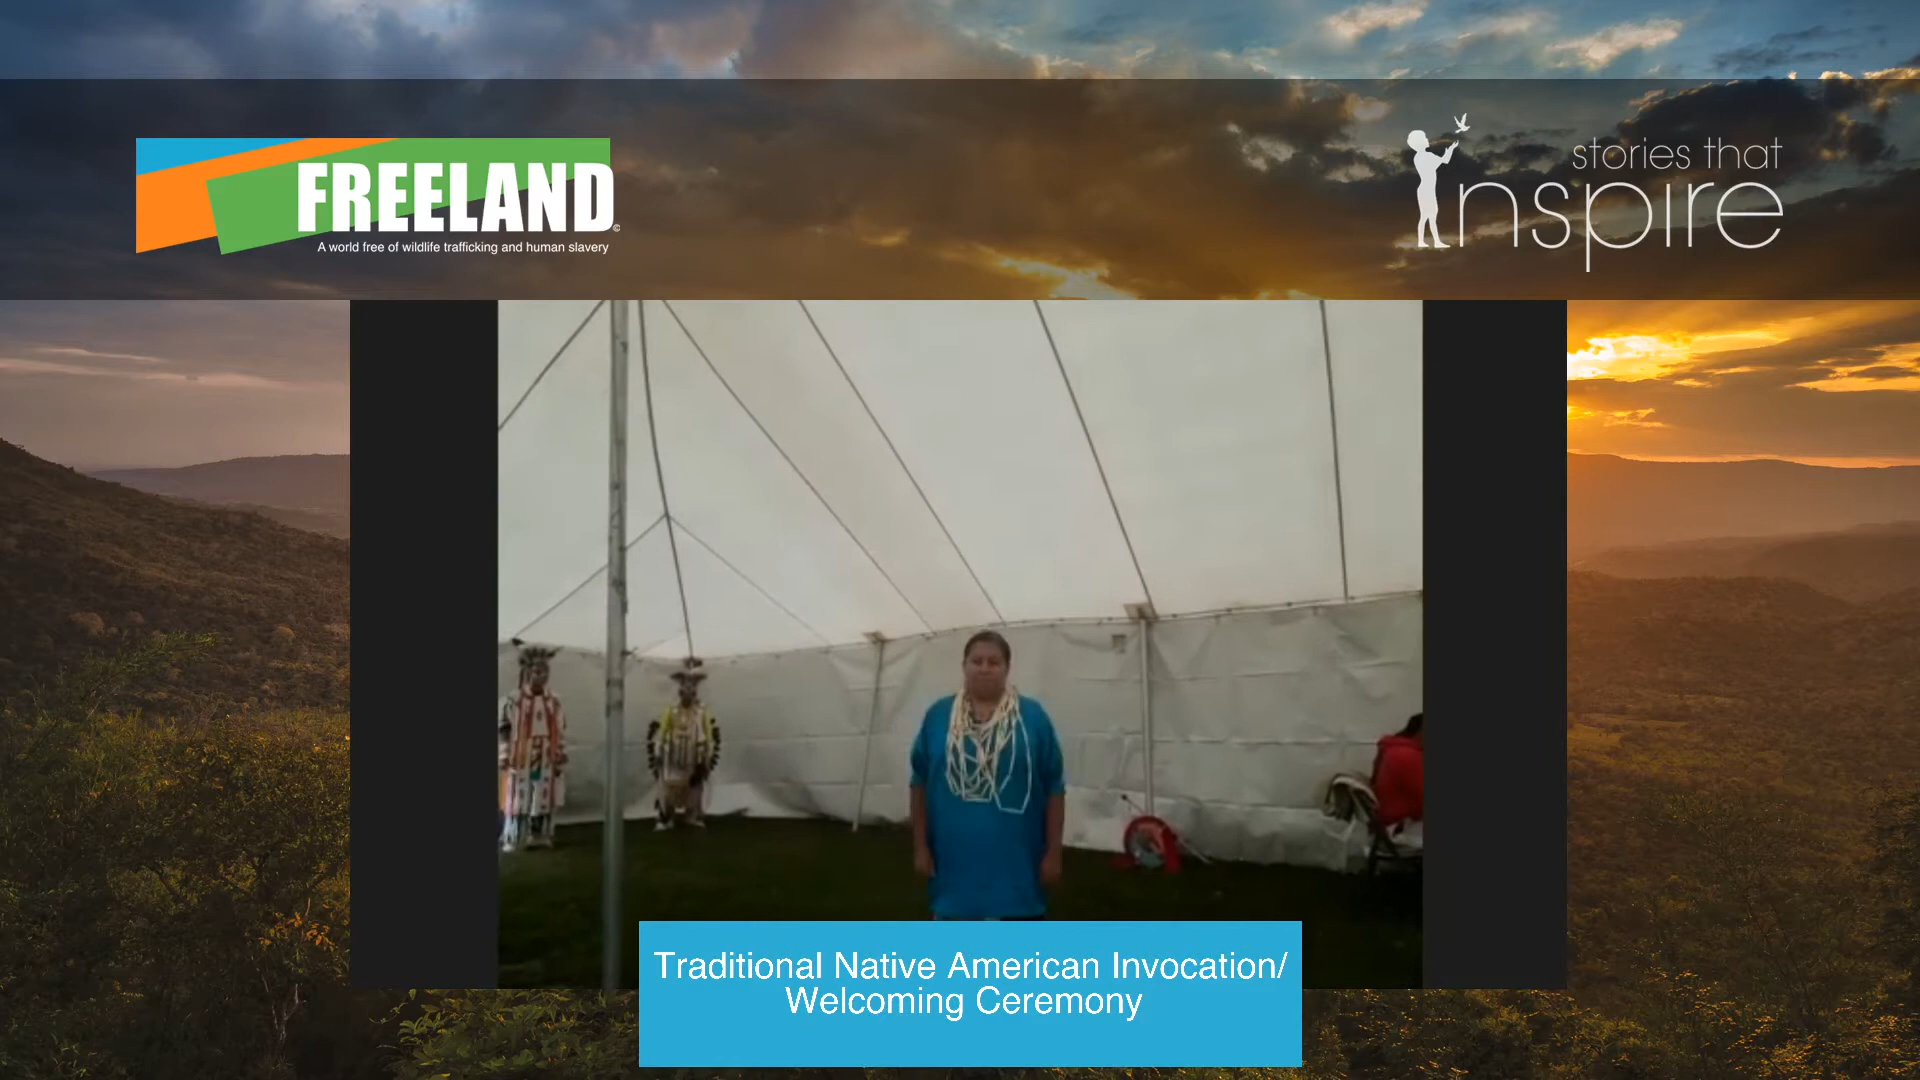 FREELAND©
A world free of wildlife trafficking and human slavery
stories that
inspire
Traditional Native American Invocation/
Welcoming Ceremony